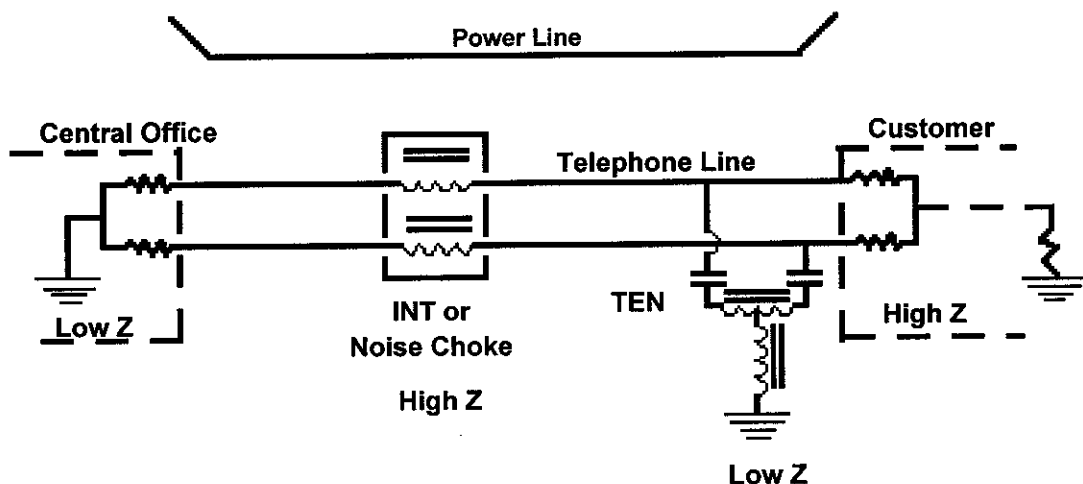 Power Line
Central Office
Customer
Telephone Line
TEN
INT or
Noise Choke
Low Z
High Z
High Z
Low Z